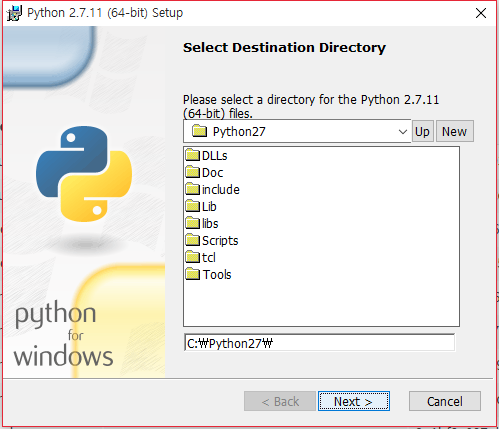 Python 2.7.11 (64-bit) Setup
Select Destination Directory
Please select a directory for the Python 2.7.11
(64-bit) files.
Python27
Up
New
DLLs
Doc
include
Lib
libs
Scripts
tcl
Tools
python
for
windows
C:₩Python27₩
< Back
Next >
Cancel